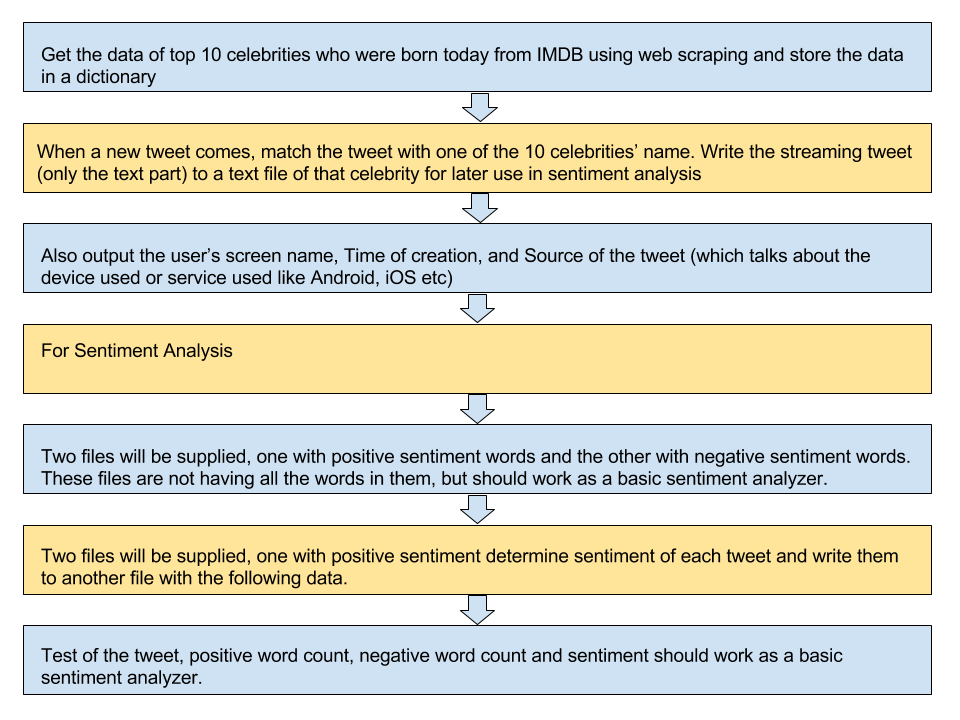 Get the data of top 10 celebrities who were born today from IMDB using web scraping and store the data
in a dictionary
When a new tweet comes, match the tweet with one of the 10 celebrities’ name. Write the streaming tweet
(only the text part) to a text file of that celebrity for later use in sentiment analysis
Also output the user’s screen name, Time of creation, and Source of the tweet (which talks about the
device used or service used like Android, iOS etc)
For Sentiment Analysis
Two files will be supplied, one with positive sentiment words and the other with negative sentiment words.
These files are not having all the words in them, but should work as a basic sentiment analyzer.
Two files will be supplied, one with positive sentiment determine sentiment of each tweet and write them
to another file with the following data.
Test of the tweet, positive word count, negative word count and sentiment should work as a basic
sentiment analyzer.